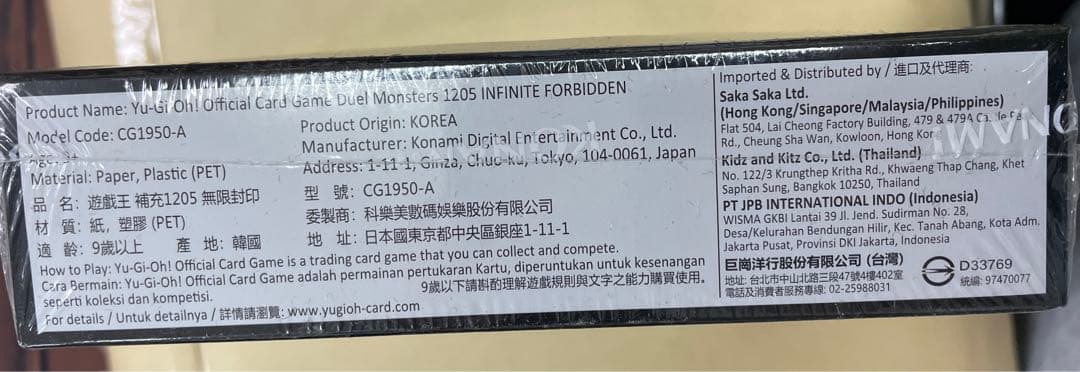 Product Name: Yu-Gi-Oh! Official Card Game Duel Monsters 1205 INFINITE FORBIDDEN
Model Code: CG1950-A
Product Origin: KOREA
Manufacturer: Konami Digital Entertainment Co., Ltd.
Material: Paper, Plastic (PET)
Address: 1-11-1, Ginza, Chuo-ku, Tokyo, 104-0061, Japan
品 名: 遊戲王 補充1205 無限封印
型 號: CG1950-A
材 質: 紙, 塑膠 (PET)
委製商: 科樂美數碼娛樂股份有限公司
適 齡: 9歲以上 產 地: 韓國
地 址: 日本國東京都中央區銀座1-11-1
How to Play: Yu-Gi-Oh! Official Card Game is a trading card game that you can collect and compete.
Cara Bermain: Yu-Gi-Oh! Official Card Game adalah permainan pertukaran Kartu, diperuntukan untuk kesenangan
seperti koleksi dan kompetisi.
9歲以下請斟酌理解遊戲規則與文字之能力購買使用。
For details / Untuk detailnya / 詳情請瀏覽: www.yugioh-card.com
Imported & Distributed by / 進口及代理商:
Saka Saka Ltd.
(Hong Kong/Singapore/Malaysia/Philippines)
Flat 504, Lai Cheong Factory Building, 479 & 479A
Rd., Cheung Sha Wan, Kowloon, Hong Kong
Kidz and Kitz Co., Ltd. (Thailand)
No. 122/3 Krungthep Kritha Rd., Khwaeng Thap Chang, Khet
Saphan Sung, Bangkok 10250, Thailand
PT JPB INTERNATIONAL INDO (Indonesia)
WISMA GKBI Lantai 39 Jl. Jend. Sudirman No. 28,
Desa/Kelurahan Bendungan Hilir, Kec. Tanah Abang, Kota Adm.
Jakarta Pusat, Provinsi DKI Jakarta, Indonesia
巨崗洋行股份有限公司 (台灣)
地址: 台北市中山北路三段47號4樓402室
電話及消費者服務專線: 02-25988031
D33769
統編: 97470077